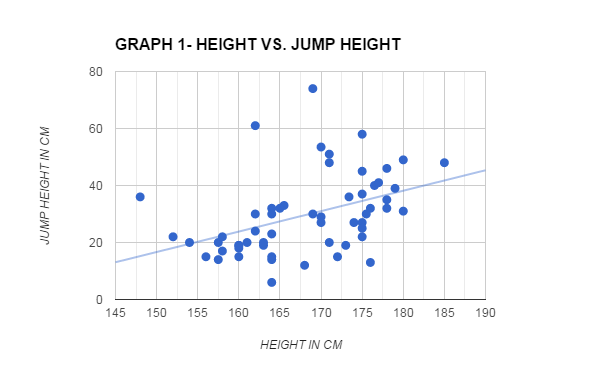 GRAPH 1- HEIGHT VS. JUMP HEIGHT
JUMP HEIGHT IN CM
80
60
40
20
0
145 150 155 160 165 170 175 180 185 190
HEIGHT IN CM